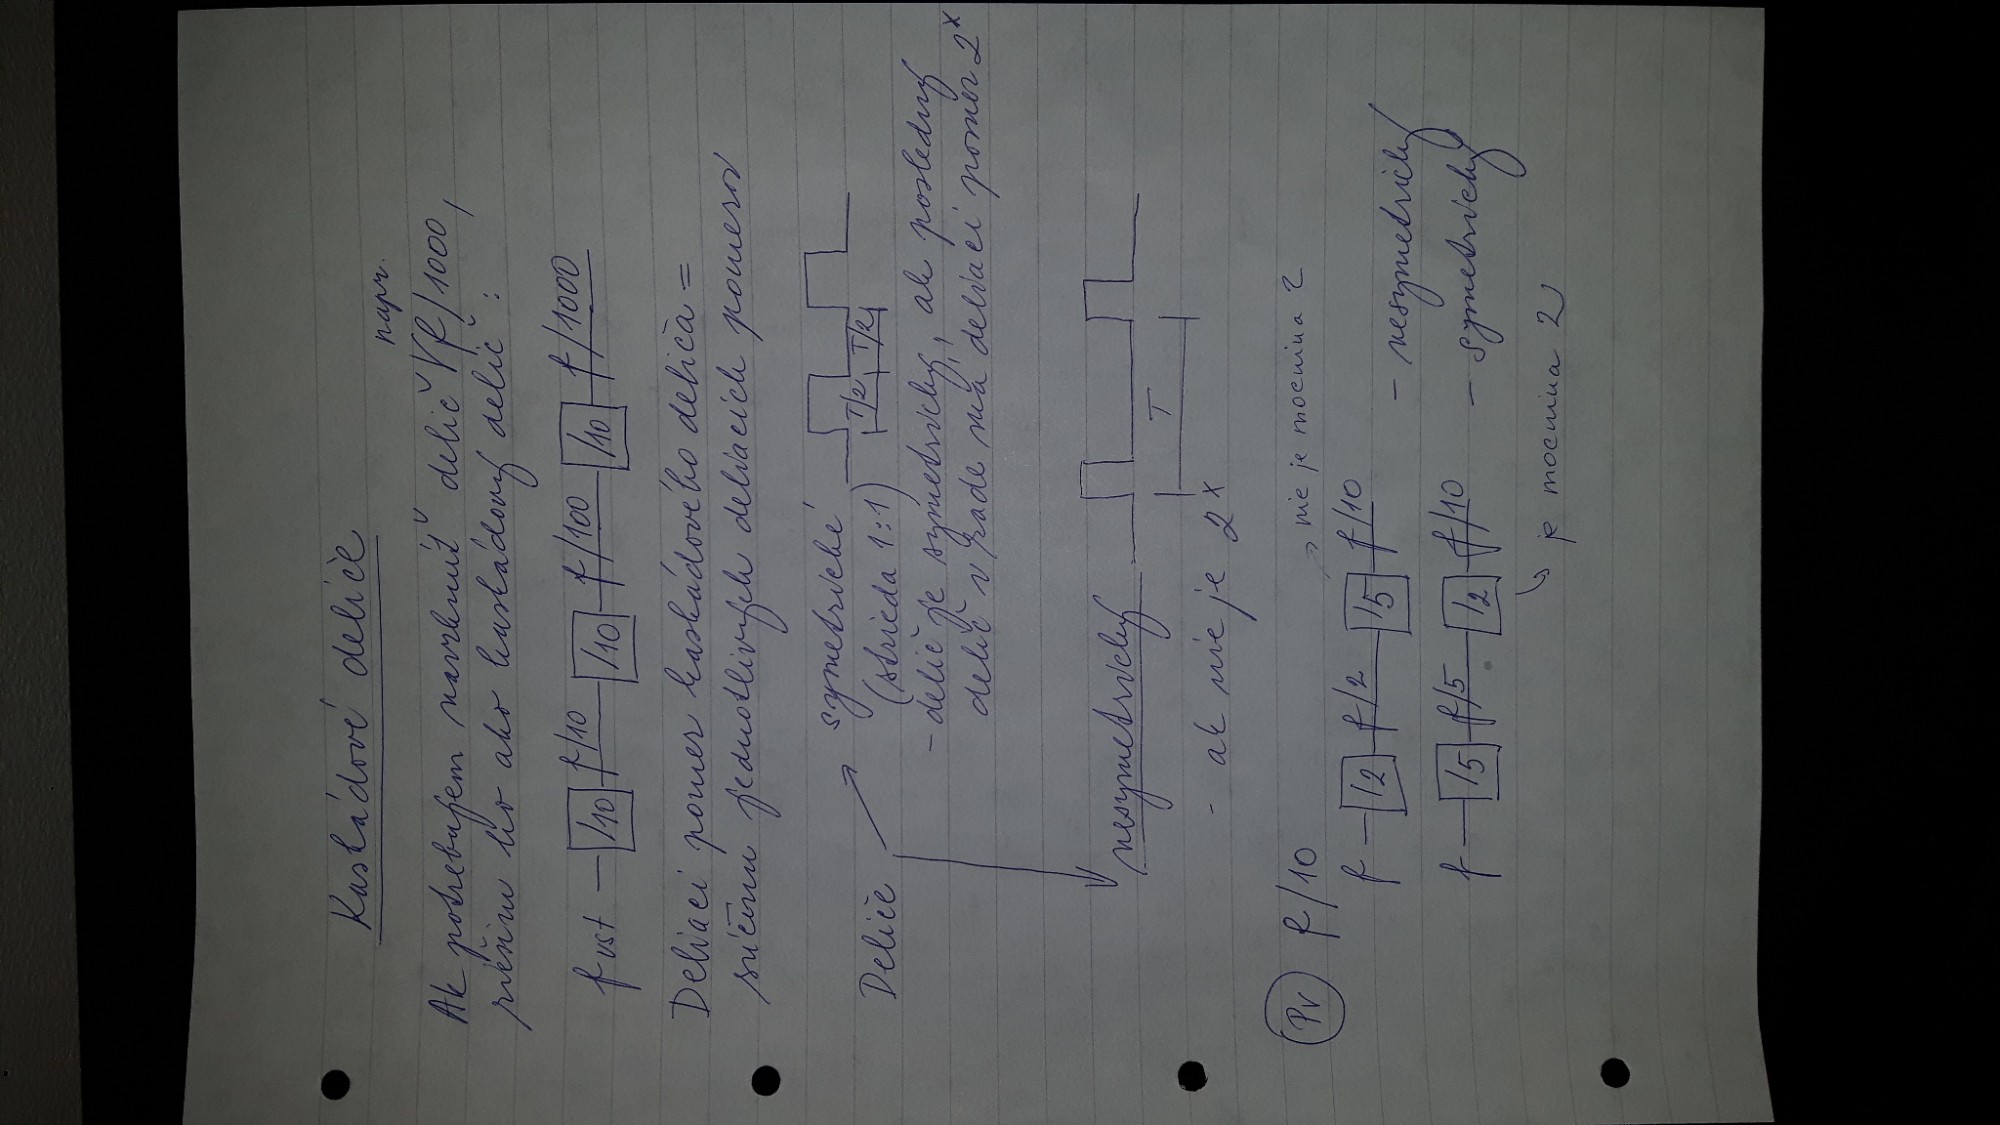 Kaskádové deliče
napr.
Ak potrebujem navrhnúť delič f/1000,
riešim ho ako kaskádový delič:
f vst /10 f/10 /10 f/100 /10 f/1000
Deliaci pomer kaskádového deliča =
súčinu jednotlivých deliacich pomerov
Deliče
symetrické
(strieda 1:1)
T/2 T/2
- delič je symetrický, ak posledný
delič v rade má deliaci pomer 2ˣ
nesymetrický
T
- ak nie je 2ˣ
Pr f/10
nie je mocnina 2
f /2 f/2 /5 f/10
- nesymetrický
f /5 f/5 /2 f/10
- symetrický
je mocnina 2